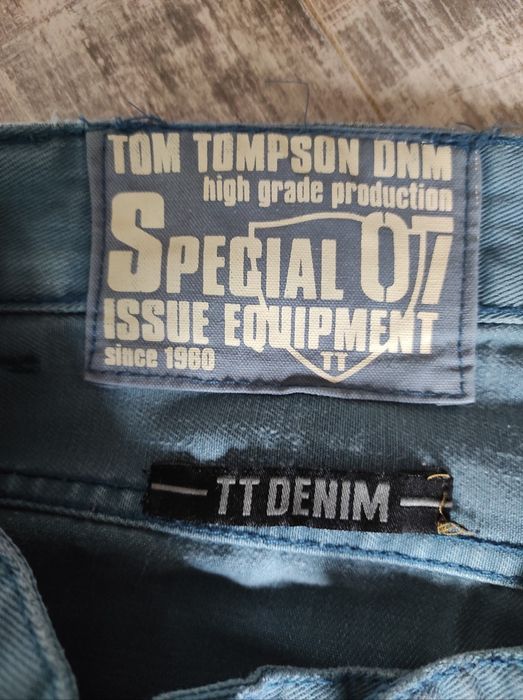 TOM TOMPSON DNM
high grade production
SPECIAL 07
ISSUE EQUIPMENT
since 1960
TT
TT DENIM